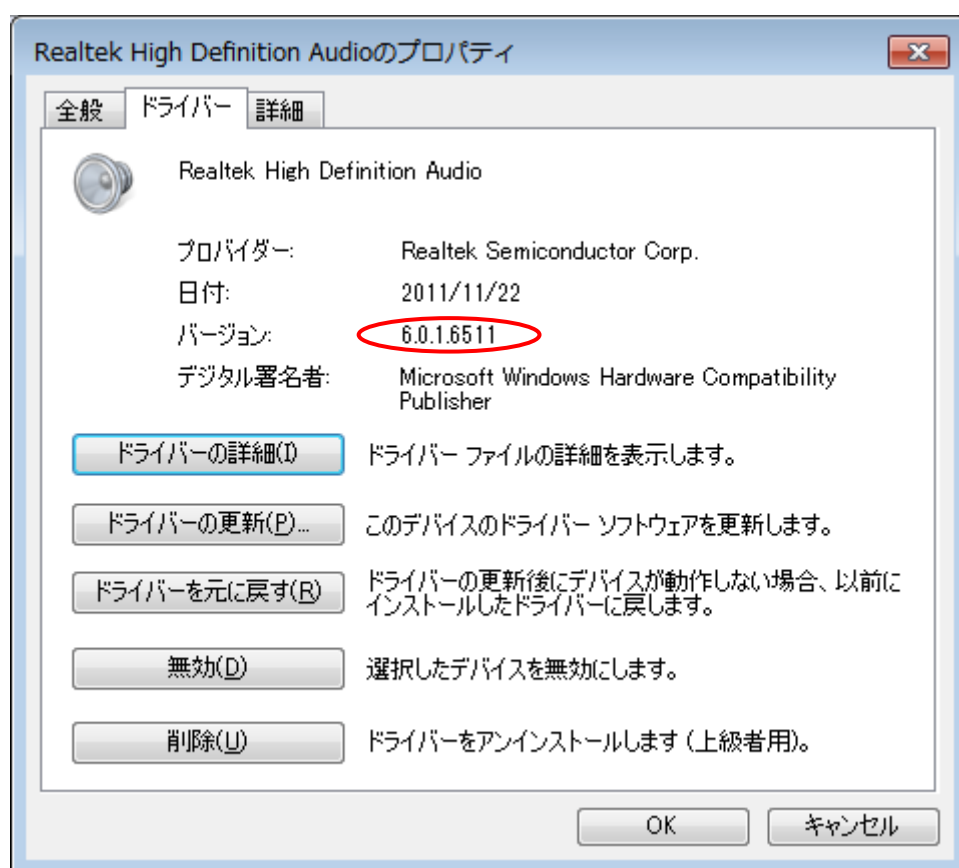 Realtek High Definition Audioのプロパティ
全般 ドライバー 詳細
Realtek High Definition Audio
プロバイダー: Realtek Semiconductor Corp.
日付: 2011/11/22
バージョン: 6.0.1.6511
デジタル署名者: Microsoft Windows Hardware Compatibility
Publisher
ドライバーの詳細(I) ドライバー ファイルの詳細を表示します。
ドライバーの更新(P)... このデバイスのドライバー ソフトウェアを更新します。
ドライバーを元に戻す(R) ドライバーの更新後にデバイスが動作しない場合、以前に
インストールしたドライバーに戻します。
無効(D) 選択したデバイスを無効にします。
削除(U) ドライバーをアンインストールします (上級者用)。
OK キャンセル